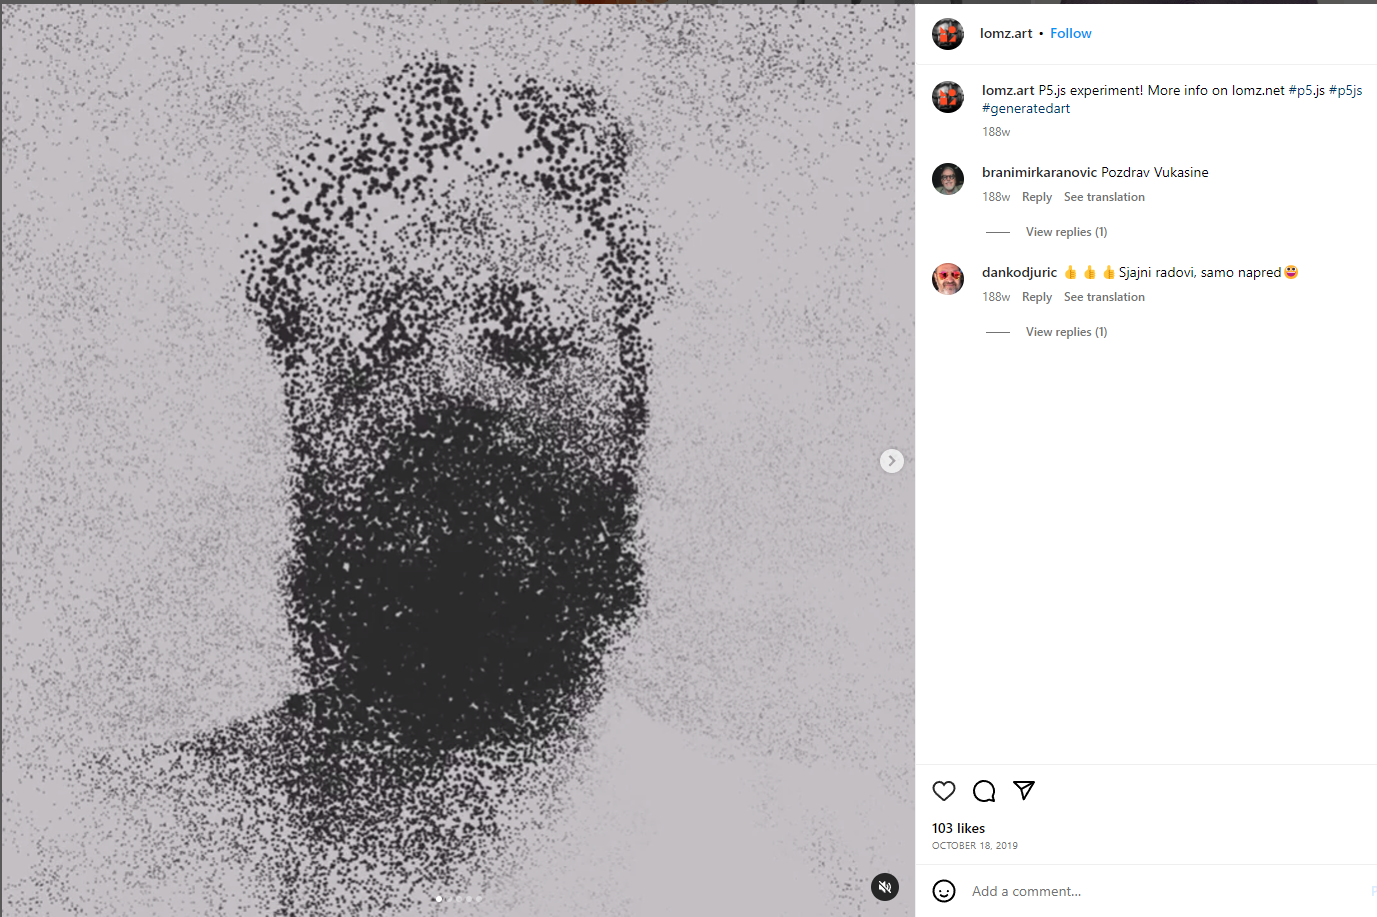 lomz.art • Follow
lomz.art P5.js experiment! More info on lomz.net #p5.js #p5js
#generatedart
188w
branimirkaranovic Pozdrav Vukasine
188w Reply See translation
View replies (1)
dankodjuric 👍 👍 👍 Sjajni radovi, samo napred😀
188w Reply See translation
View replies (1)
103 likes
OCTOBER 18, 2019
Add a comment...